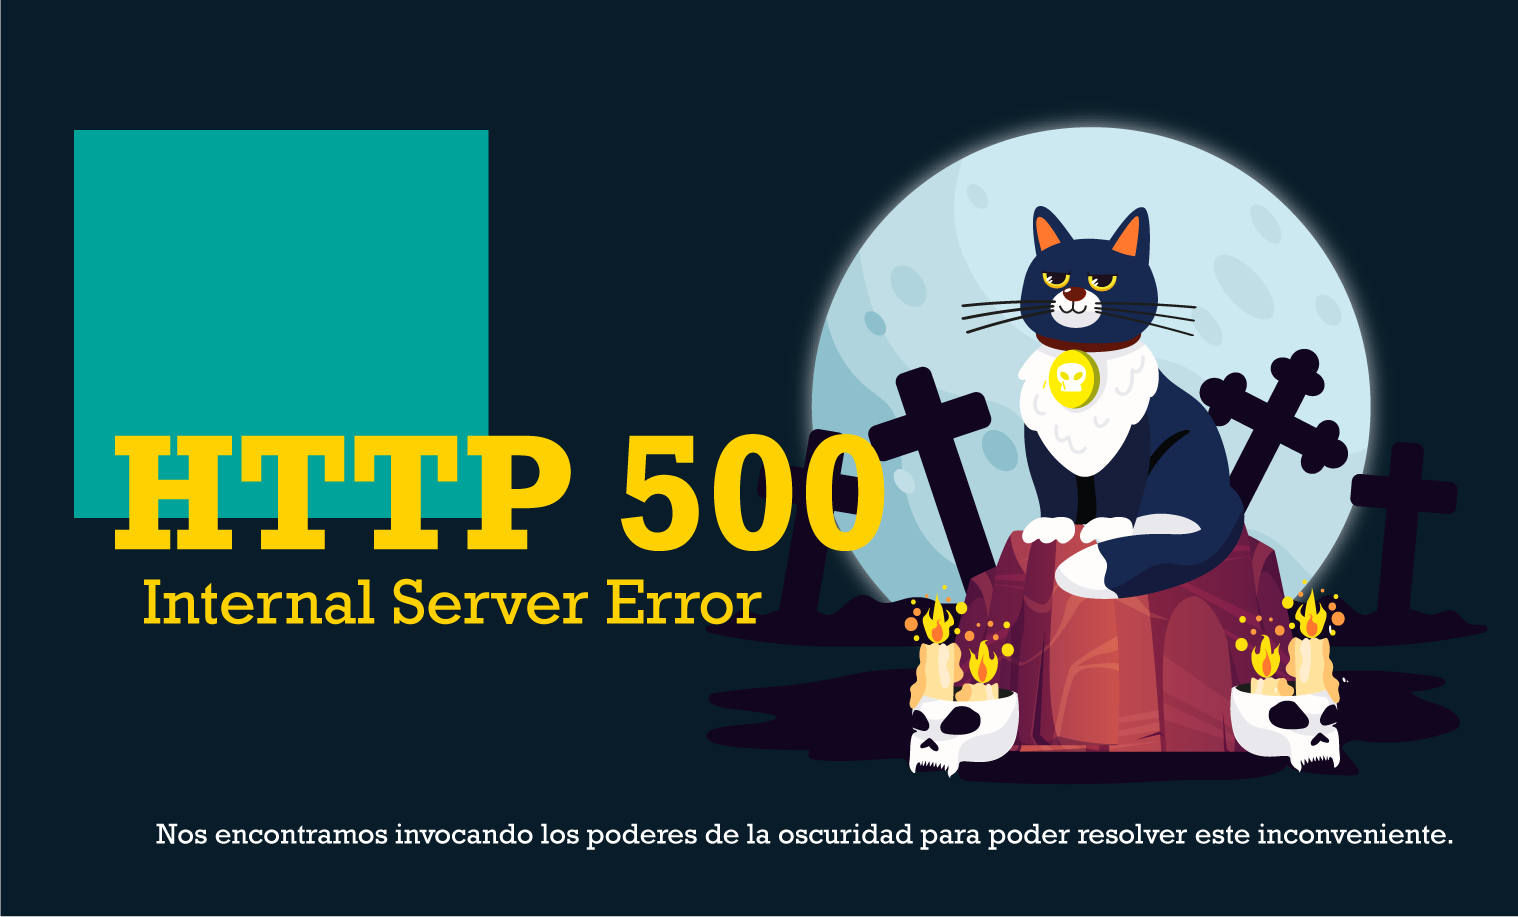 HTTP 500
Internal Server Error
Nos encontramos invocando los poderes de la oscuridad para poder resolver este inconveniente.